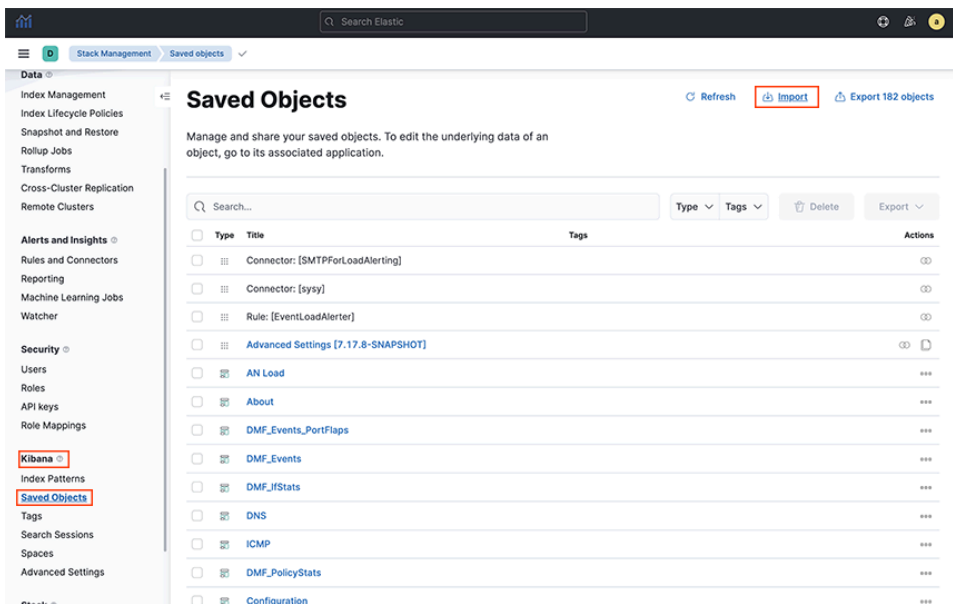 Search Elastic
a
D
Stack Management
Saved objects
Data
Index Management
Index Lifecycle Policies
Snapshot and Restore
Rollup Jobs
Transforms
Cross-Cluster Replication
Remote Clusters
Alerts and Insights
Rules and Connectors
Reporting
Machine Learning Jobs
Watcher
Security
Users
Roles
API keys
Role Mappings
Kibana
Index Patterns
Saved Objects
Tags
Search Sessions
Spaces
Advanced Settings
Saved Objects
Refresh
Import
Export 182 objects
Manage and share your saved objects. To edit the underlying data of an
object, go to its associated application.
Search...
Type
Tags
Delete
Export
Type Title Tags Actions
Connector: [SMTPForLoadAlerting]
Connector: [sysy]
Rule: [EventLoadAlerter]
Advanced Settings [7.17.8-SNAPSHOT]
AN Load
About
DMF_Events_PortFlaps
DMF_Events
DMF_IfStats
DNS
ICMP
DMF_PolicyStats
Configuration